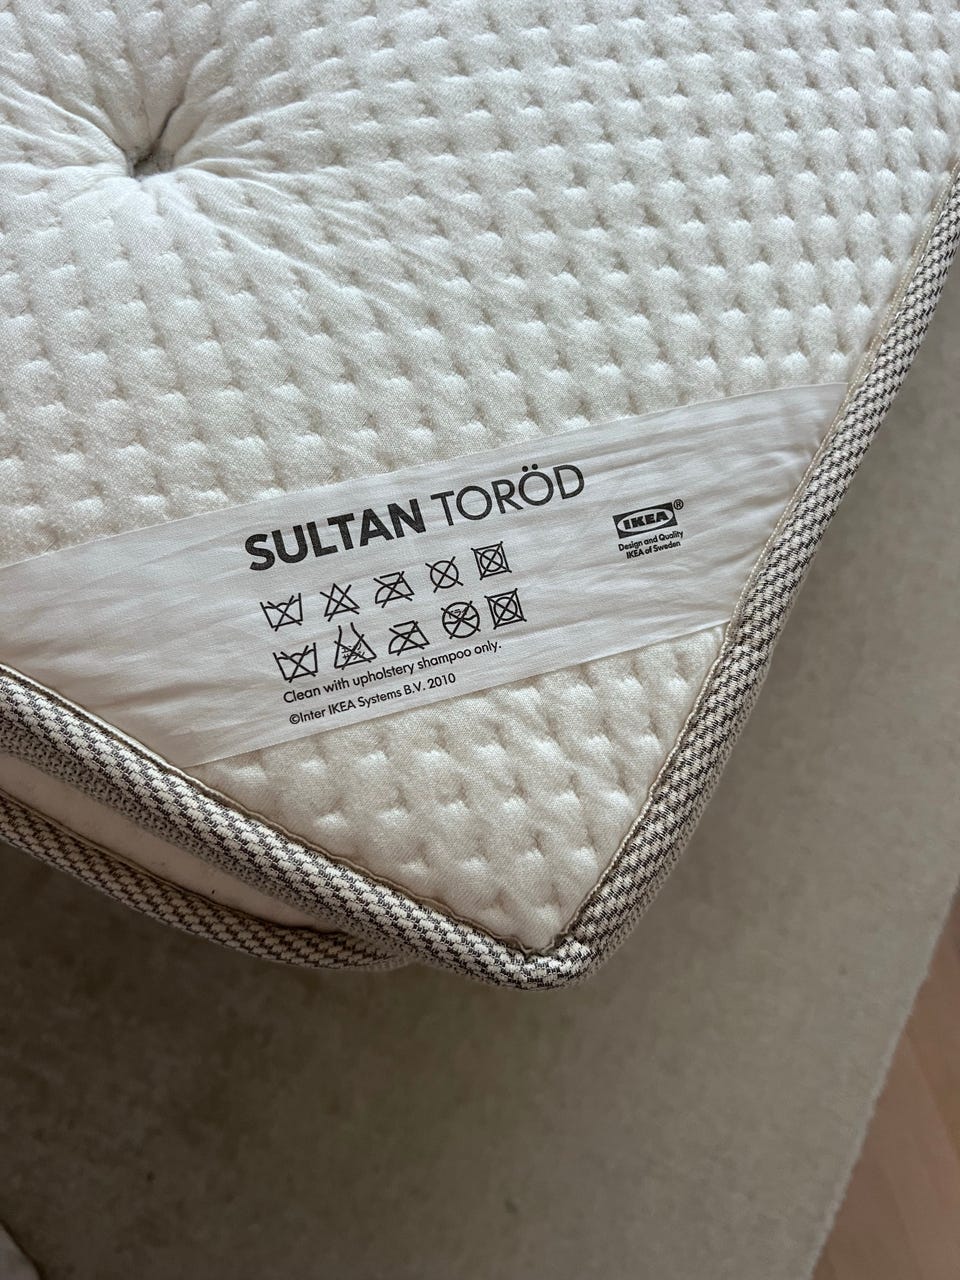 SULTAN TORÖD
IKEA®
Design and Quality
IKEA of Sweden
Clean with upholstery shampoo only.
©Inter IKEA Systems B.V. 2010